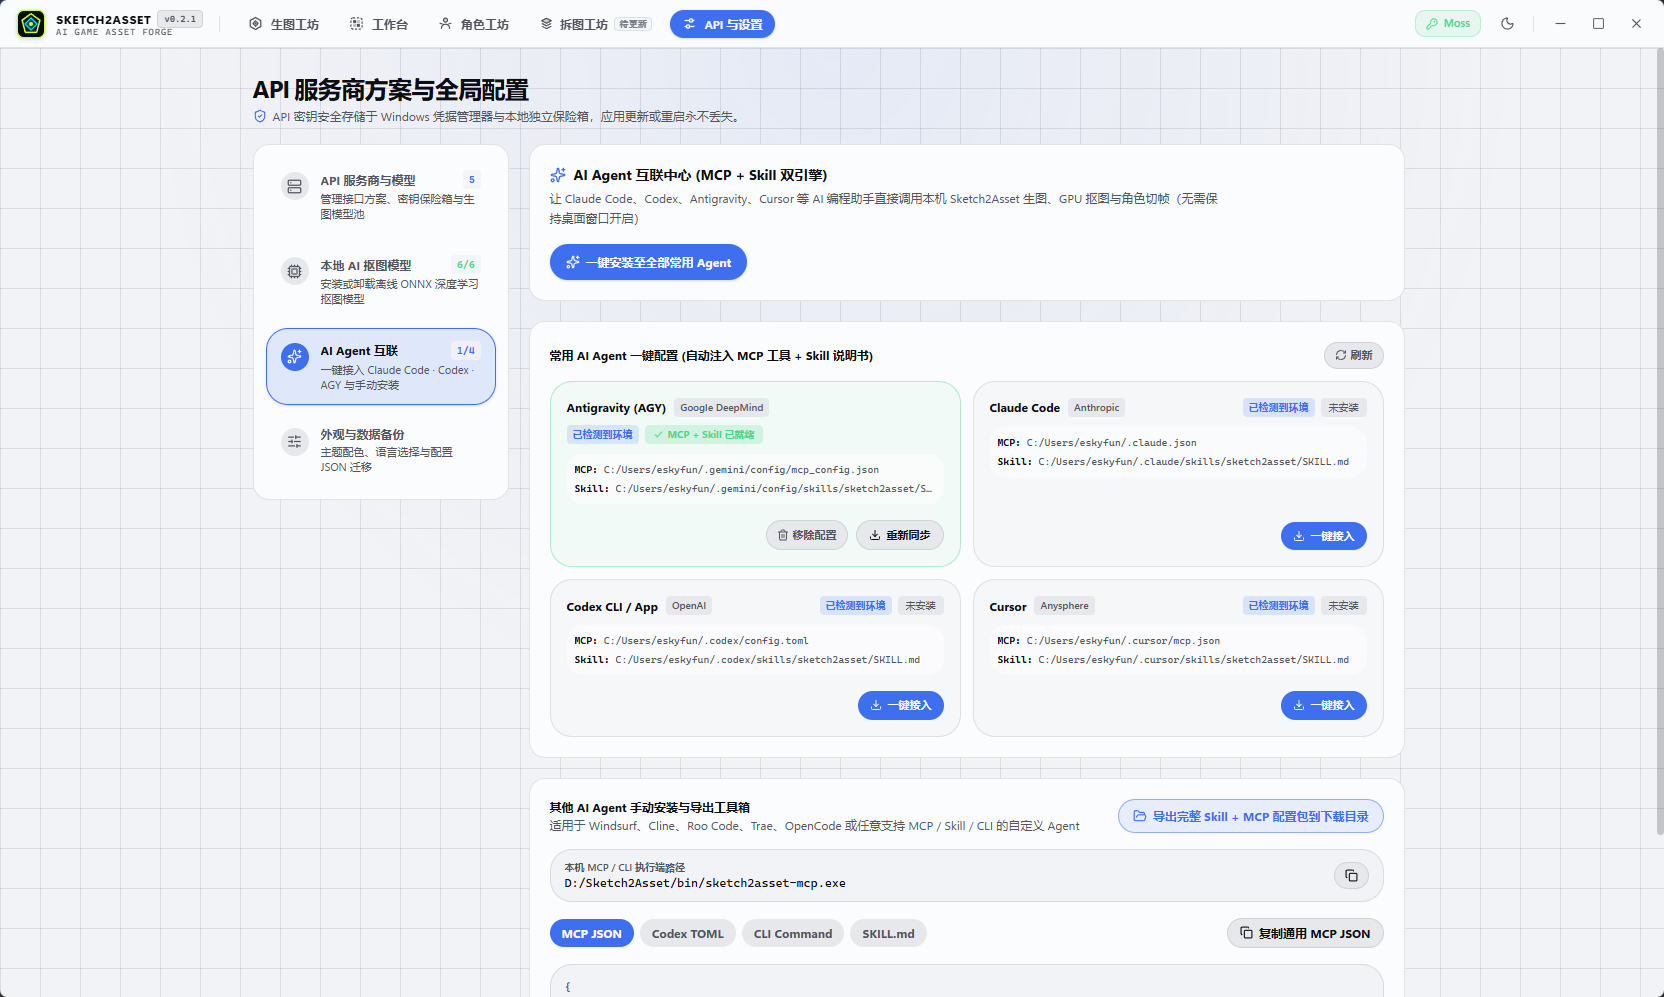 SKETCH2ASSET v0.2.1
AI GAME ASSET FORGE
生图工坊
工作台
角色工坊
拆图工坊 待更新
API 与设置
Moss
API 服务商方案与全局配置
API 密钥安全存储于 Windows 凭据管理器与本地独立保险箱，应用更新或重启永不丢失。
API 服务商与模型 5
管理接口方案、密钥保险箱与生
图模型池
本地 AI 抠图模型 6/6
安装或卸载离线 ONNX 深度学习
抠图模型
AI Agent 互联 1/4
一键接入 Claude Code · Codex ·
AGY 与手动安装
外观与数据备份
主题配色、语言选择与配置
JSON 迁移
AI Agent 互联中心 (MCP + Skill 双引擎)
让 Claude Code、Codex、Antigravity、Cursor 等 AI 编程助手直接调用本机 Sketch2Asset 生图、GPU 抠图与角色切帧（无需保
持桌面窗口开启）
一键安装至全部常用 Agent
常用 AI Agent 一键配置 (自动注入 MCP 工具 + Skill 说明书)
刷新
Antigravity (AGY) Google DeepMind
已检测到环境 MCP + Skill 已就绪
MCP: C:/Users/eskyfun/.gemini/config/mcp_config.json
Skill: C:/Users/eskyfun/.gemini/config/skills/sketch2asset/S…
移除配置
重新同步
Claude Code Anthropic 已检测到环境 未安装
MCP: C:/Users/eskyfun/.claude.json
Skill: C:/Users/eskyfun/.claude/skills/sketch2asset/SKILL.md
一键接入
Codex CLI / App OpenAI 已检测到环境 未安装
MCP: C:/Users/eskyfun/.codex/config.toml
Skill: C:/Users/eskyfun/.codex/skills/sketch2asset/SKILL.md
一键接入
Cursor Anysphere 已检测到环境 未安装
MCP: C:/Users/eskyfun/.cursor/mcp.json
Skill: C:/Users/eskyfun/.cursor/skills/sketch2asset/SKILL.md
一键接入
其他 AI Agent 手动安装与导出工具箱
适用于 Windsurf、Cline、Roo Code、Trae、OpenCode 或任意支持 MCP / Skill / CLI 的自定义 Agent
导出完整 Skill + MCP 配置包到下载目录
本机 MCP / CLI 执行端路径
D:/Sketch2Asset/bin/sketch2asset-mcp.exe
MCP JSON
Codex TOML
CLI Command
SKILL.md
复制通用 MCP JSON
{